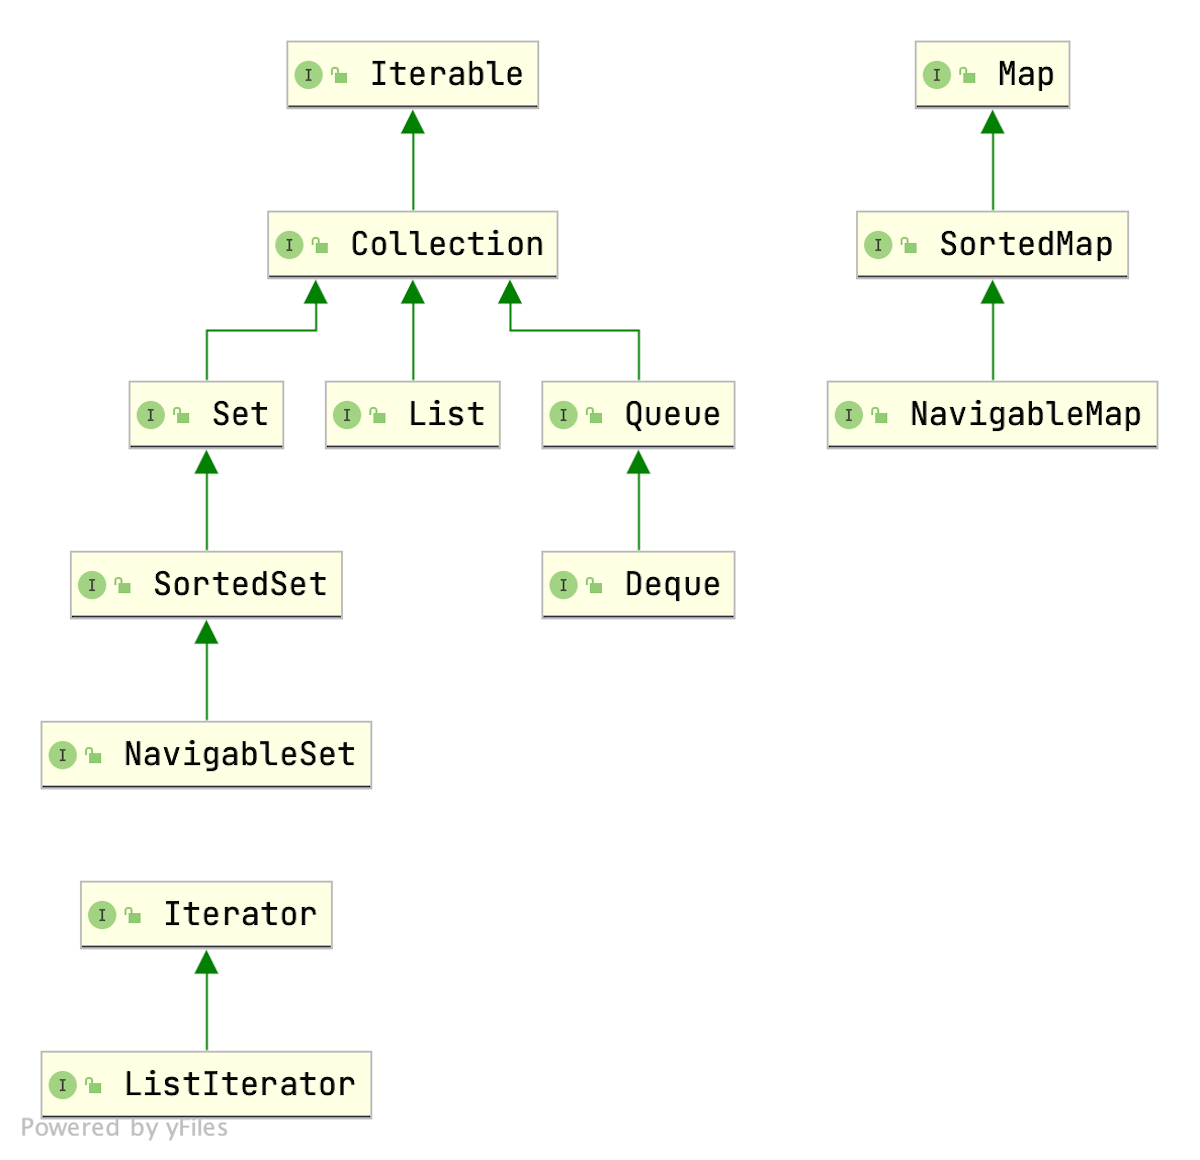 I Iterable
I Map
I Collection
I SortedMap
I Set
I List
I Queue
I NavigableMap
I SortedSet
I Deque
I NavigableSet
I Iterator
I ListIterator
Powered by yFiles